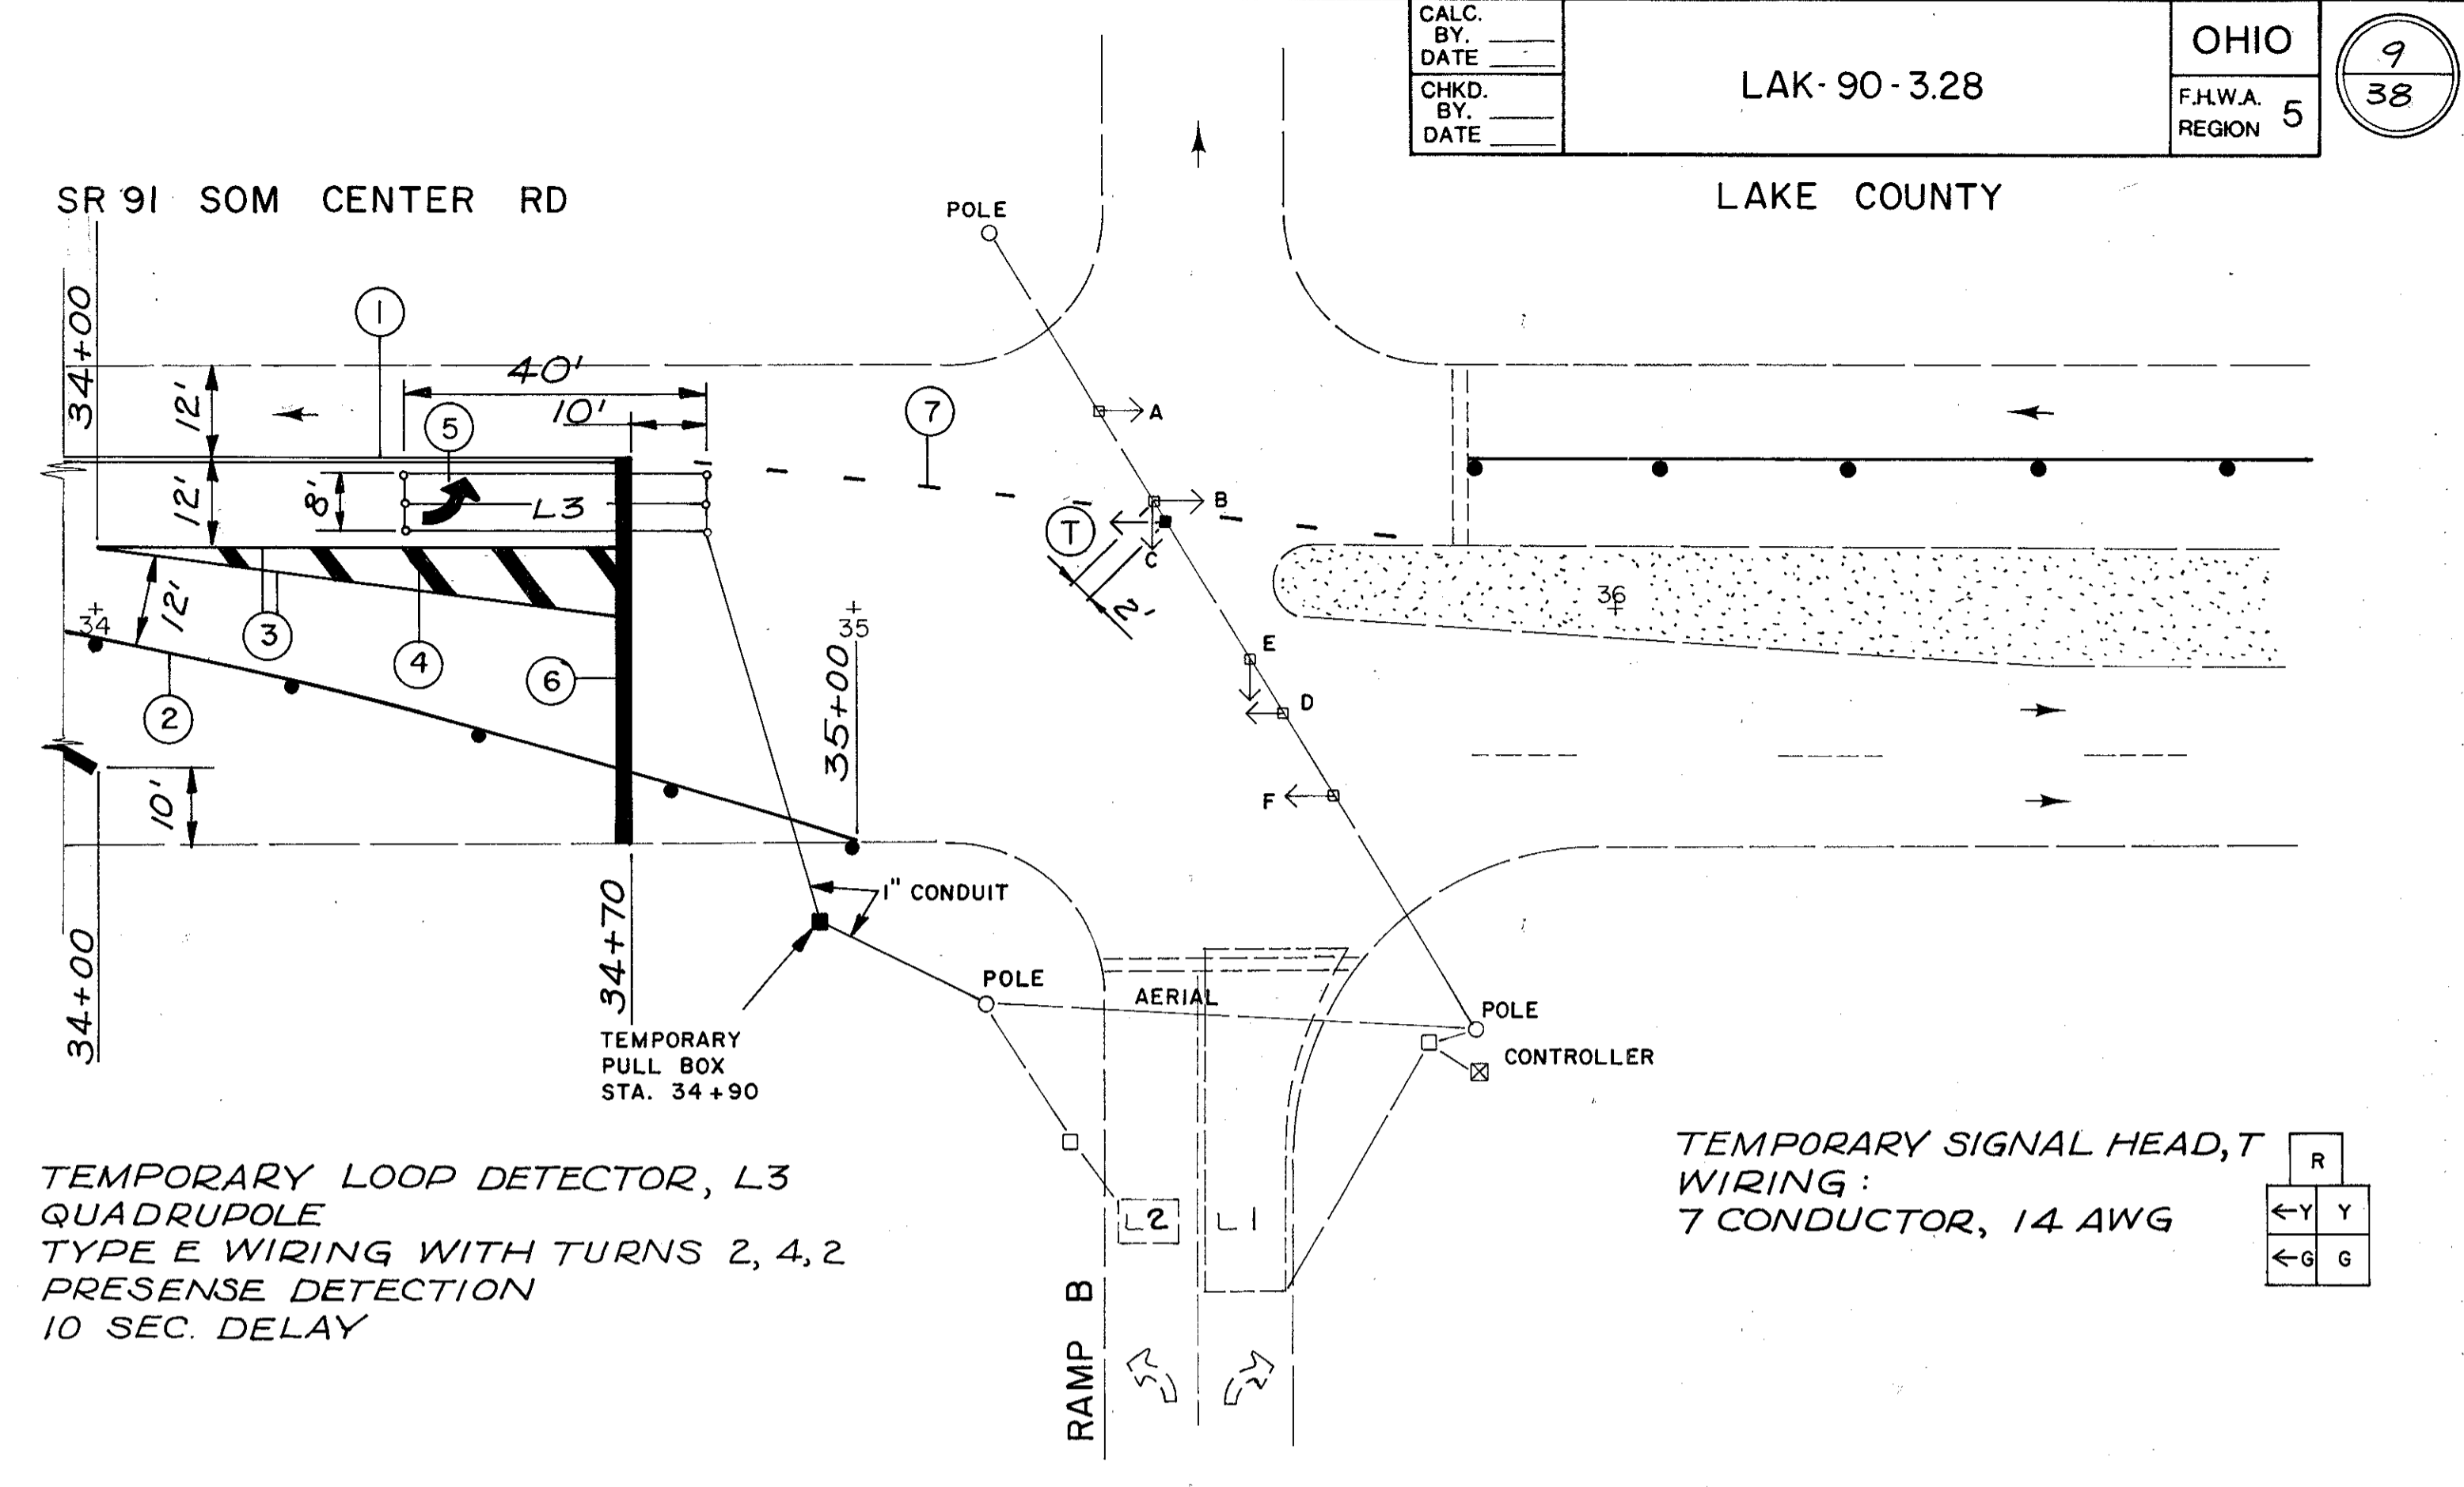 CALC.
BY.
DATE
CHKD.
BY.
DATE
LAK-90-3.28
OHIO
F.H.W.A.
REGION 5
9
38
SR 91 SOM CENTER RD
LAKE COUNTY
POLE
34+00
1
40'
12'
10'
5
7
A
12'
8'
L3
B
T
C
2'
36
34
12'
3
4
35
E
6
D
2
35+00
F
10'
1" CONDUIT
34+00
34+70
POLE
AERIAL
POLE
TEMPORARY
PULL BOX
STA. 34+90
CONTROLLER
TEMPORARY LOOP DETECTOR, L3
QUADRUPOLE
TYPE E WIRING WITH TURNS 2, 4, 2
PRESENSE DETECTION
10 SEC. DELAY
L2
L1
RAMP B
TEMPORARY SIGNAL HEAD, T
WIRING:
7 CONDUCTOR, 14 AWG
R
←Y Y
←G G